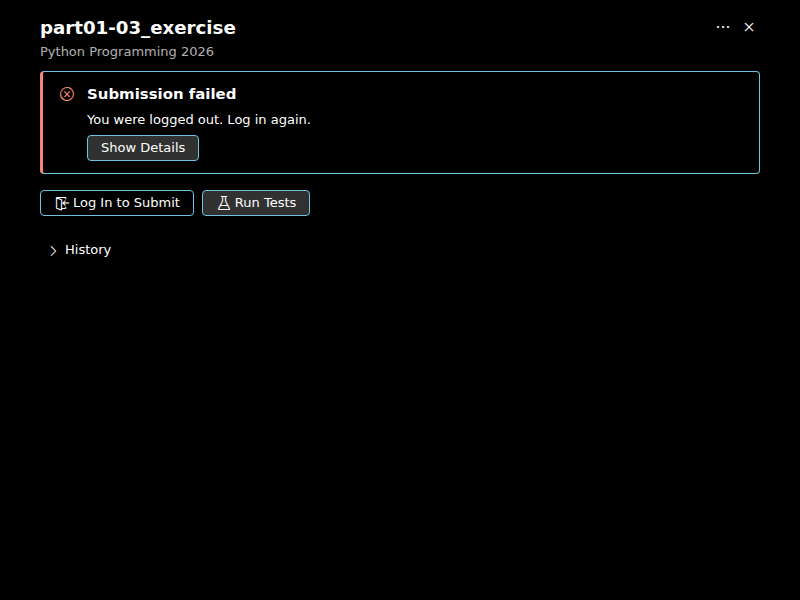 part01-03_exercise
Python Programming 2026
Submission failed
You were logged out. Log in again.
Show Details
Log In to Submit
Run Tests
History